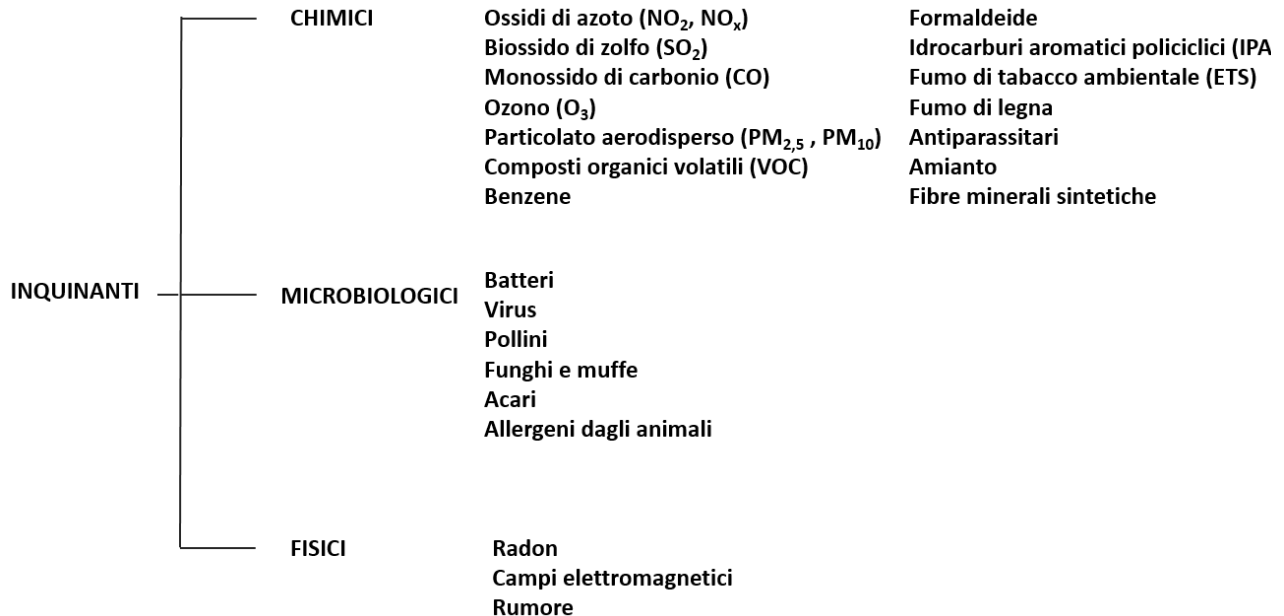 INQUINANTI
CHIMICI
Ossidi di azoto (NO₂, NOₓ)
Biossido di zolfo (SO₂)
Monossido di carbonio (CO)
Ozono (O₃)
Particolato aerodisperso (PM₂,₅ , PM₁₀)
Composti organici volatili (VOC)
Benzene
Formaldeide
Idrocarburi aromatici policiclici (IPA
Fumo di tabacco ambientale (ETS)
Fumo di legna
Antiparassitari
Amianto
Fibre minerali sintetiche
MICROBIOLOGICI
Batteri
Virus
Pollini
Funghi e muffe
Acari
Allergeni dagli animali
FISICI
Radon
Campi elettromagnetici
Rumore